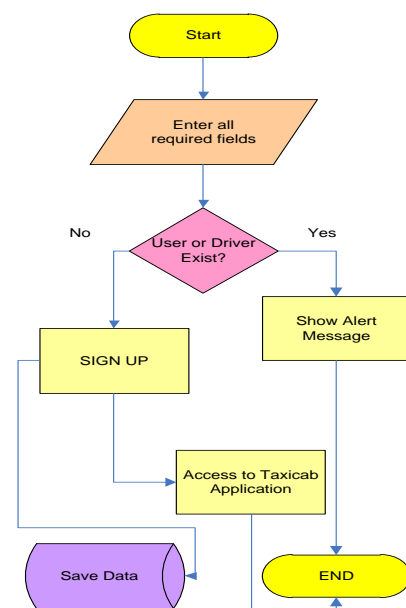 Start
Enter all
required fields
No
Yes
User or Driver
Exist?
Show Alert
Message
SIGN UP
Access to Taxicab
Application
Save Data
END